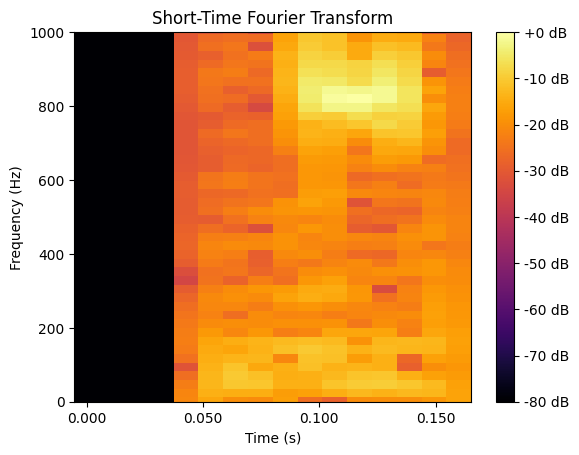 Short-Time Fourier Transform
1000
800
600
400
200
0
Frequency (Hz)
0.000
0.050
0.100
0.150
Time (s)
+0 dB
-10 dB
-20 dB
-30 dB
-40 dB
-50 dB
-60 dB
-70 dB
-80 dB